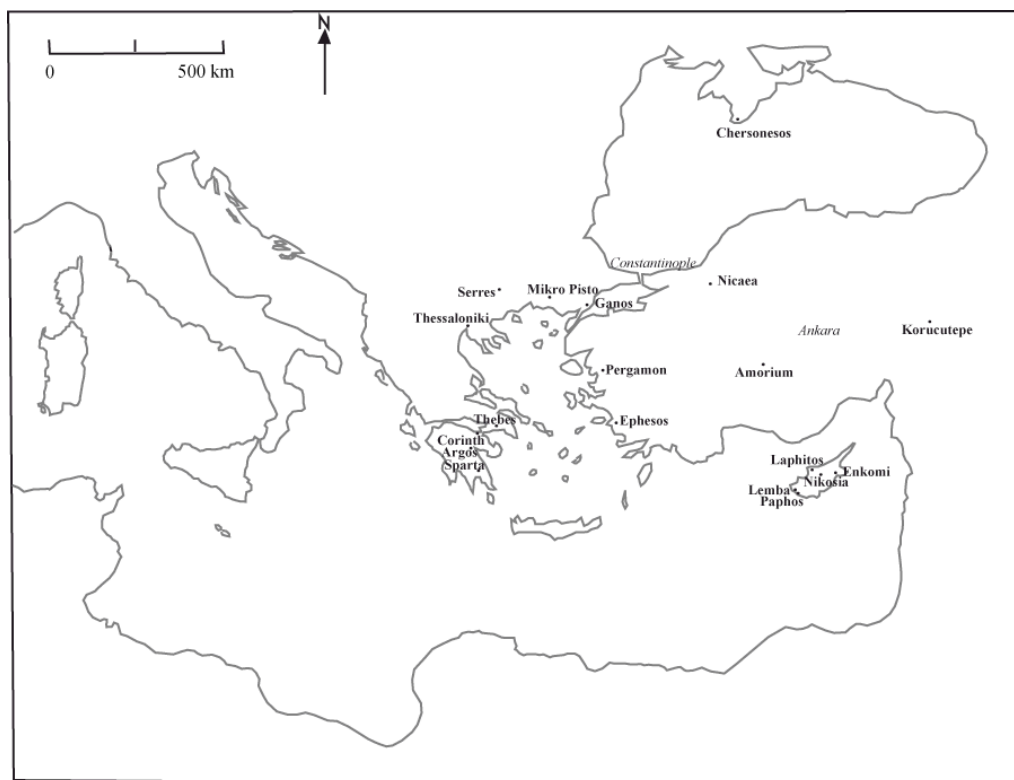 N
0 500 km
Chersonesos
Constantinople
Nicaea
Serres
Mikro Pisto
Ganos
Thessaloniki
Ankara
Korucutepe
Pergamon
Amorium
Thebes
Ephesos
Corinth
Argos
Sparta
Laphitos
Enkomi
Nikosia
Lemba
Paphos